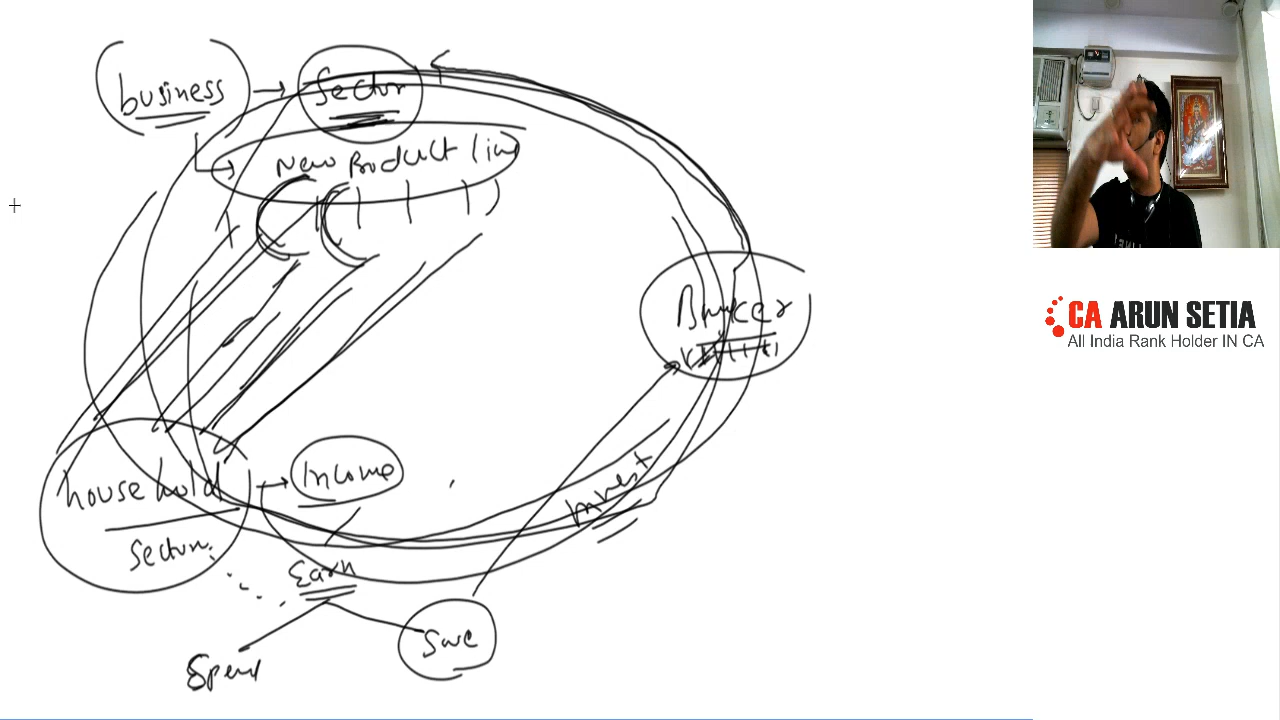 business → Sector
New Product line
Banker
household
Sector
Income
invest
Earn
Save
Spend
CA ARUN SETIA
All India Rank Holder IN CA